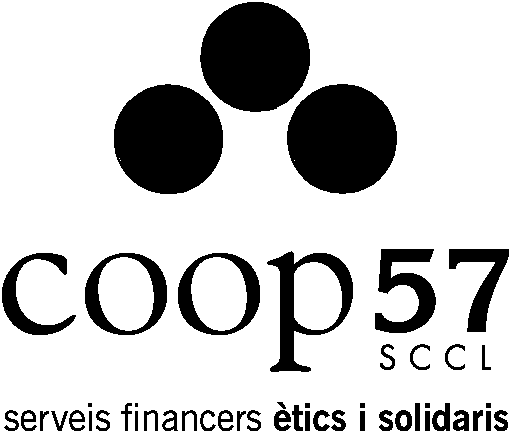 coop57
SCCL
serveis financers ètics i solidaris